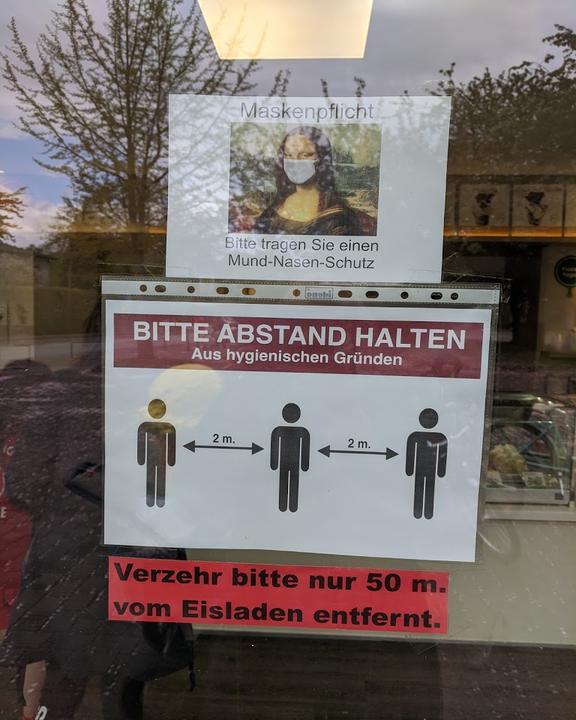 Maskenpflicht
Bitte tragen Sie einen
Mund-Nasen-Schutz
BITTE ABSTAND HALTEN
Aus hygienischen Gründen
2 m.
2 m.
Verzehr bitte nur 50 m.
vom Eisladen entfernt.